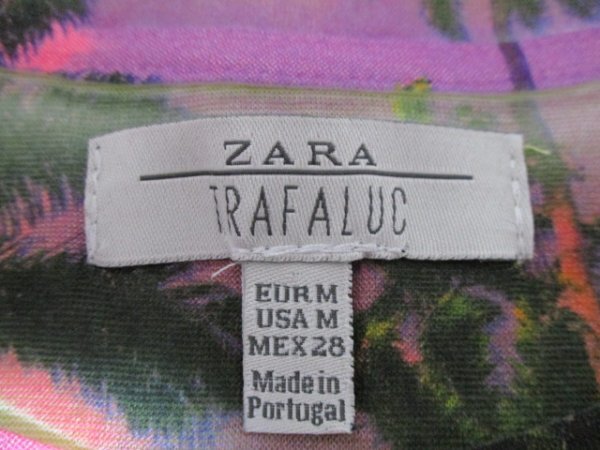 ZARA
TRAFALUC
EUR M
USA M
MEX 28
Made in
Portugal